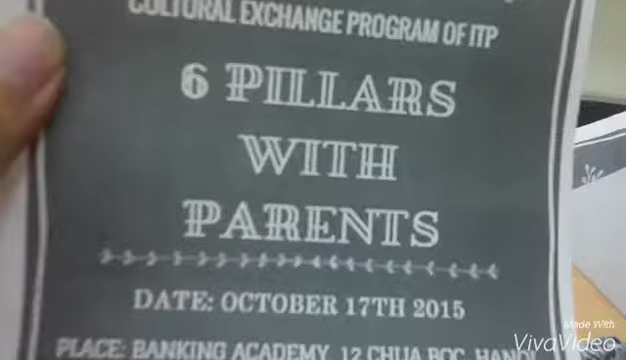 CULTURAL EXCHANGE PROGRAM OF ITP
6 PILLARS
WITH
PARENTS
DATE: OCTOBER 17TH 2015
PLACE: BANKING ACADEMY, 12 CHUA BOC,
Made With
VivaVideo